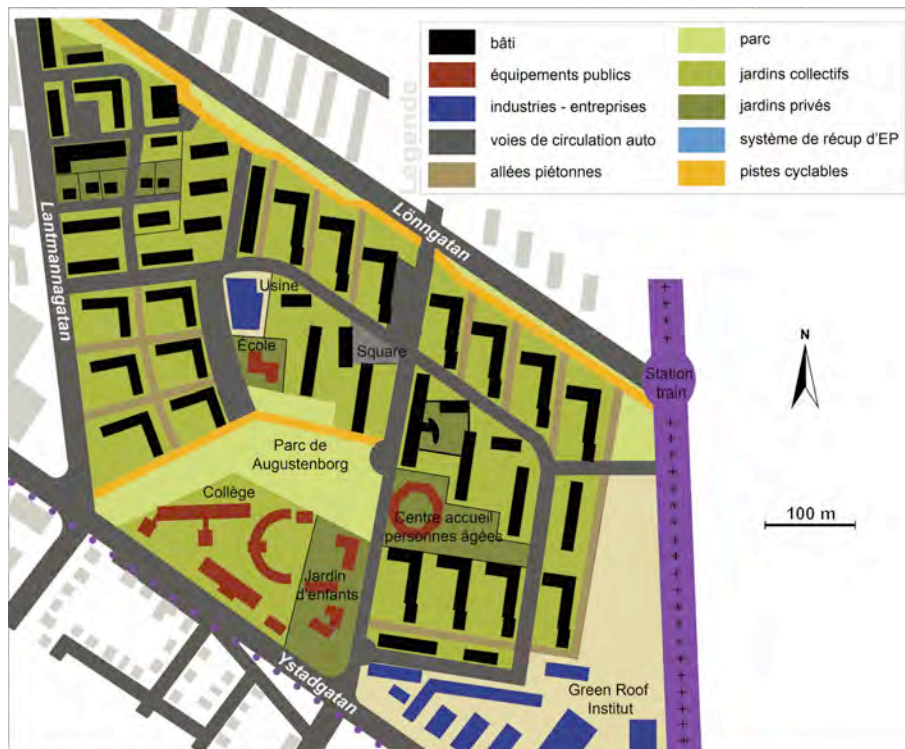 bâti
équipements publics
industries - entreprises
voies de circulation auto
allées piétonnes
parc
jardins collectifs
jardins privés
système de récup d'EP
pistes cyclables
Légende
Lönngatan
Lantmannagatan
Usine
École
Square
Station
train
N
Parc de
Augustenborg
Collège
Centre accueil
personnes âgées
100 m
Jardin
d'enfants
Ystadgatan
Green Roof
Institut